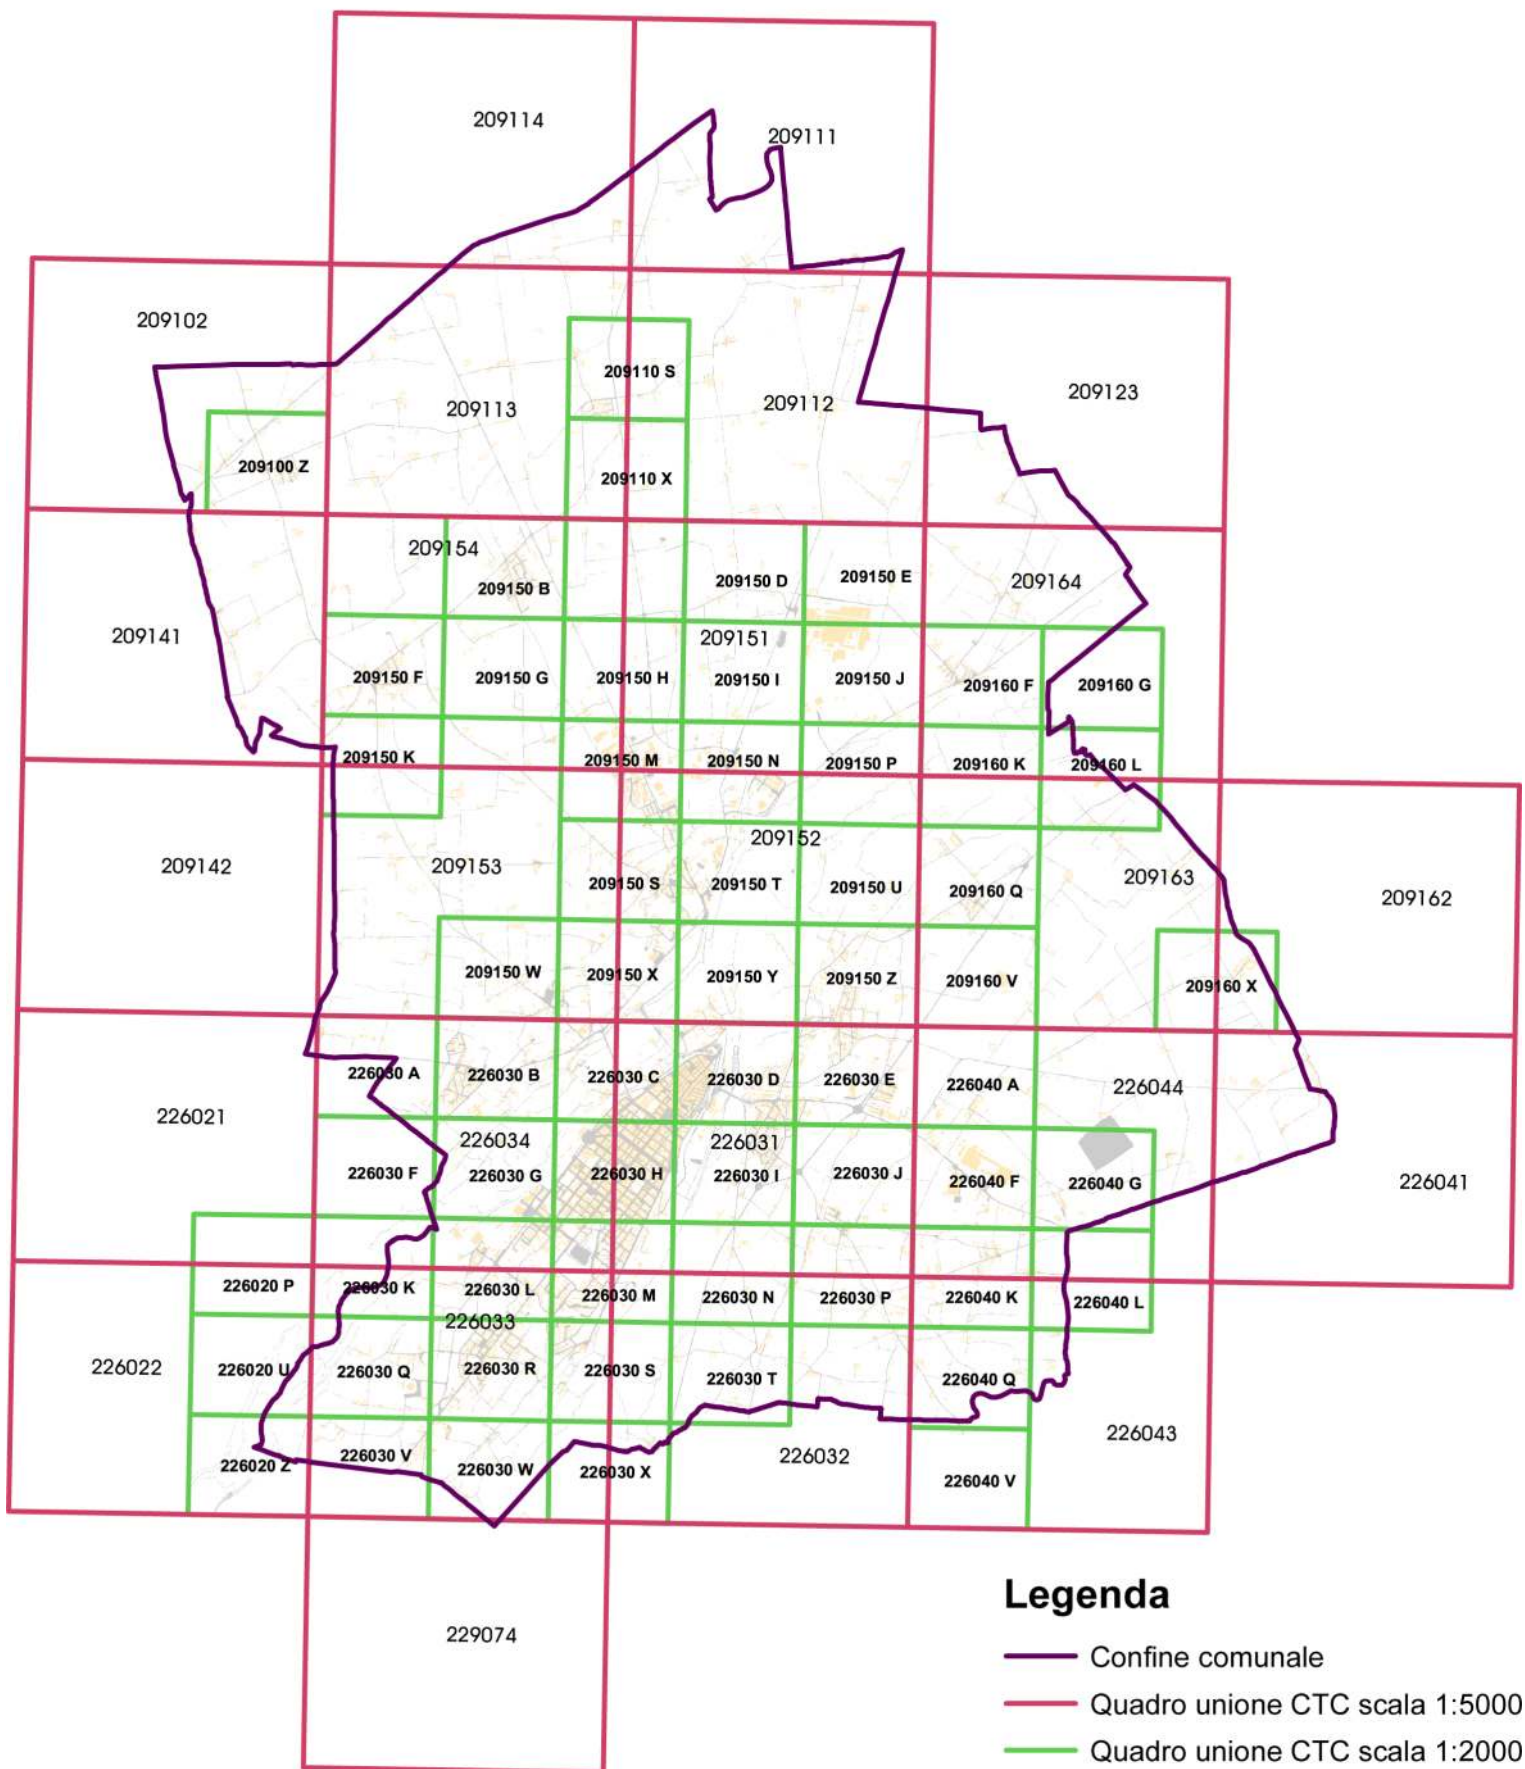 209114
209111
209102
209110 S
209123
209112
209113
209100 Z
209110 X
209154
209150 B
209150 D
209150 E
209164
209141
209151
209150 F
209150 G
209150 H
209150 I
209150 J
209160 F
209160 G
209150 K
209150 M
209150 N
209150 P
209160 K
209160 L
209152
209142
209153
209150 S
209150 T
209150 U
209160 Q
209163
209162
209150 W
209150 X
209150 Y
209150 Z
209160 V
209160 X
226030 A
226030 B
226030 C
226030 D
226030 E
226040 A
226044
226021
226034
226031
226030 F
226030 G
226030 H
226030 I
226030 J
226040 F
226040 G
226041
226020 P
226030 K
226030 L
226030 M
226030 N
226030 P
226040 K
226040 L
226033
226022
226020 U
226030 Q
226030 R
226030 S
226030 T
226040 Q
226043
226020 Z
226030 V
226030 W
226030 X
226032
226040 V
229074
Legenda
Confine comunale
Quadro unione CTC scala 1:5000
Quadro unione CTC scala 1:2000